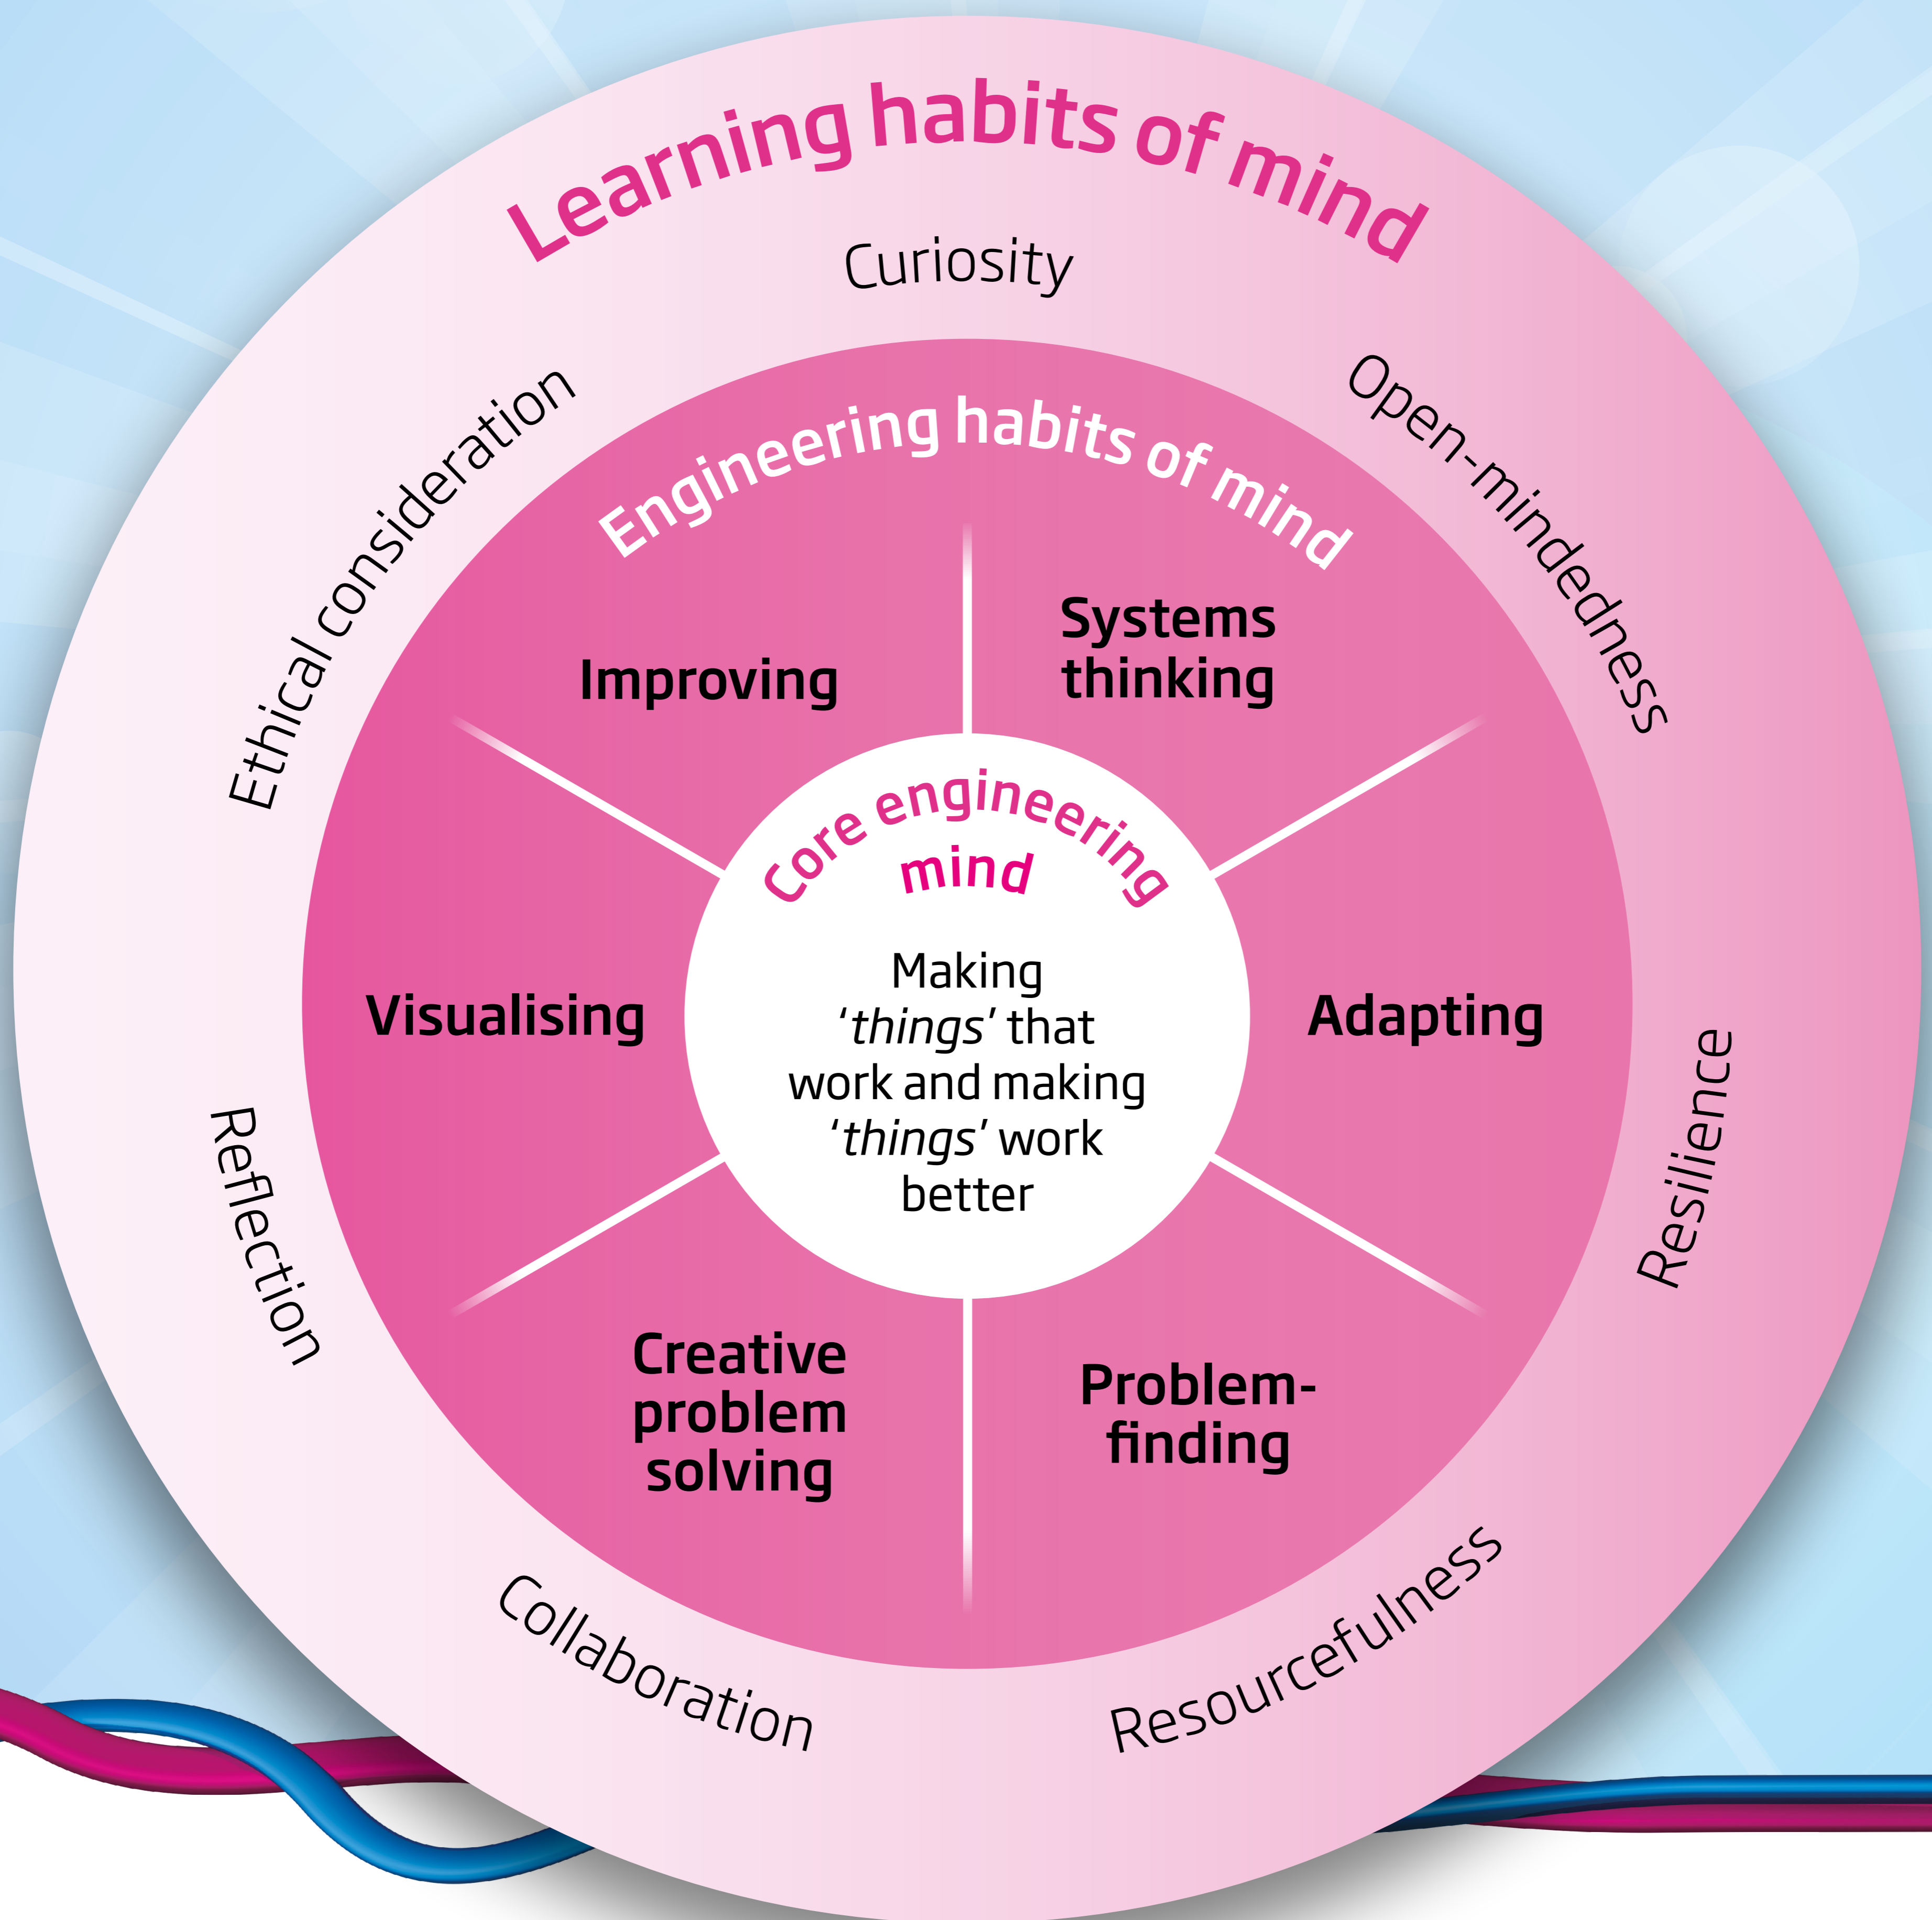 Learning habits of mind
Curiosity
Open-mindedness
Resilience
Resourcefulness
Collaboration
Reflection
Ethical consideration
Engineering habits of mind
Systems
thinking
Adapting
Problem-
finding
Creative
problem
solving
Visualising
Improving
Core engineering
mind
Making
‘things’ that
work and making
‘things’ work
better